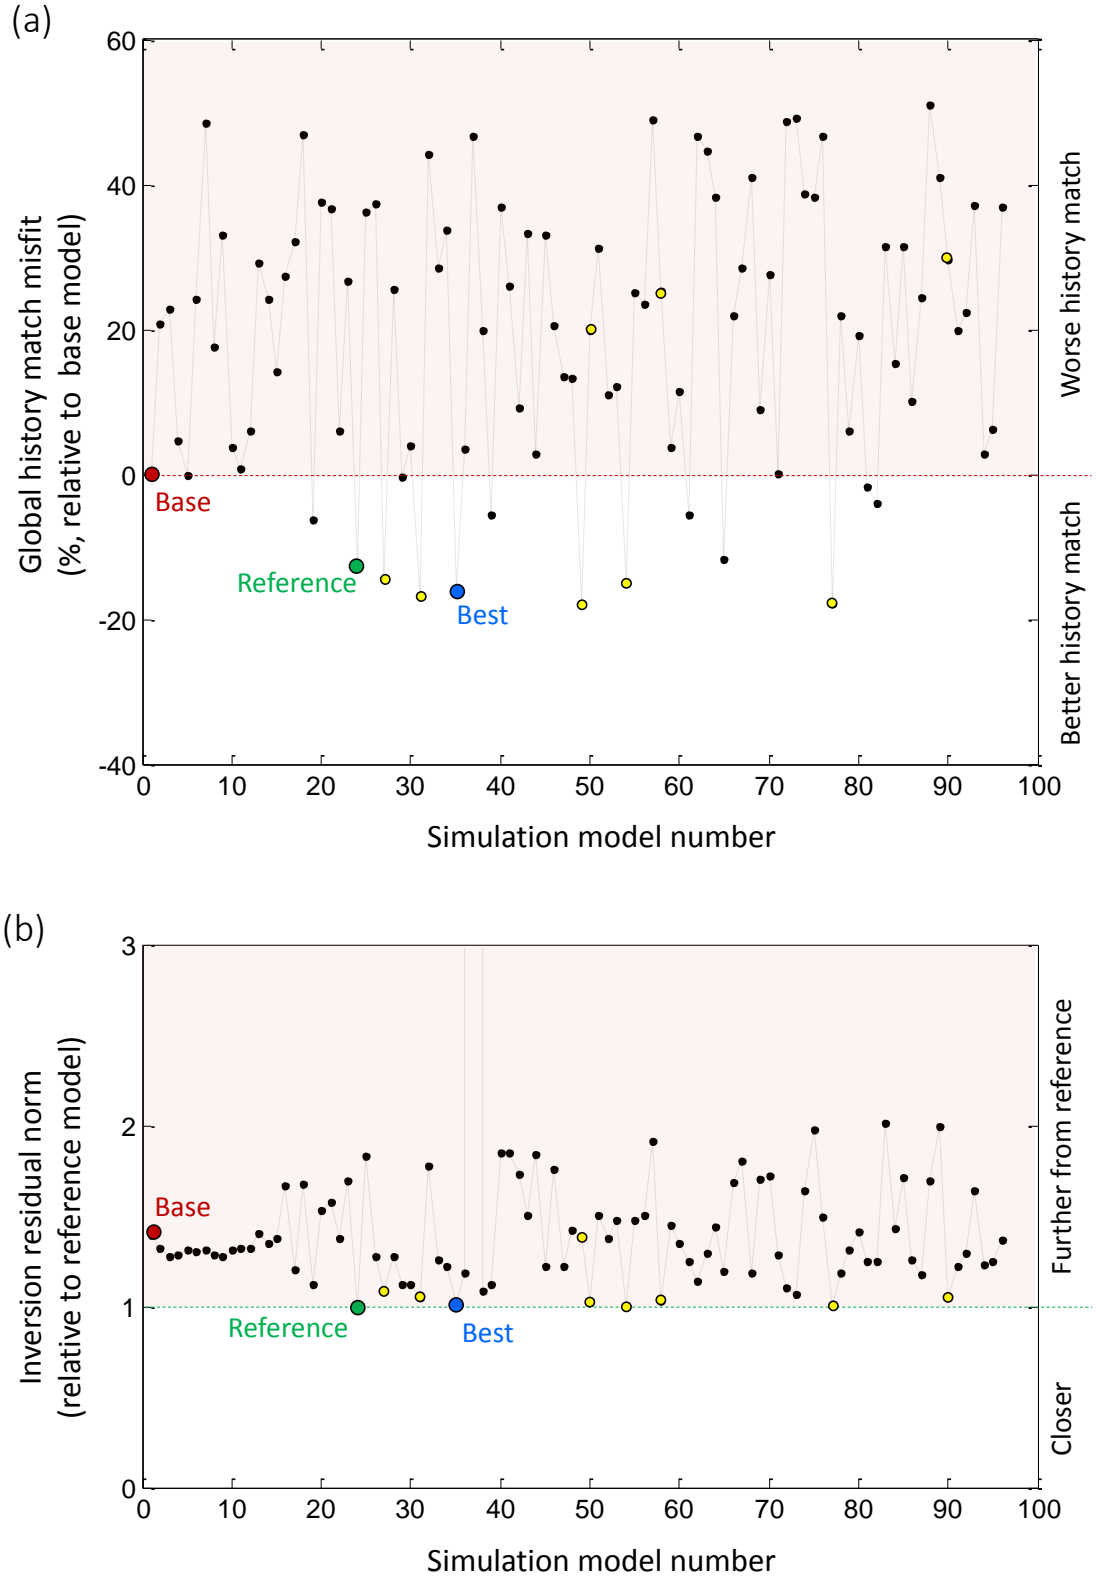 (a)
60
40
20
0
-20
-40
Global history match misfit
(%, relative to base model)
Base
Reference
Best
Worse history match
Better history match
0 10 20 30 40 50 60 70 80 90 100
Simulation model number
(b)
3
2
1
0
Inversion residual norm
(relative to reference model)
Base
Reference
Best
Further from reference
Closer
0 10 20 30 40 50 60 70 80 90 100
Simulation model number